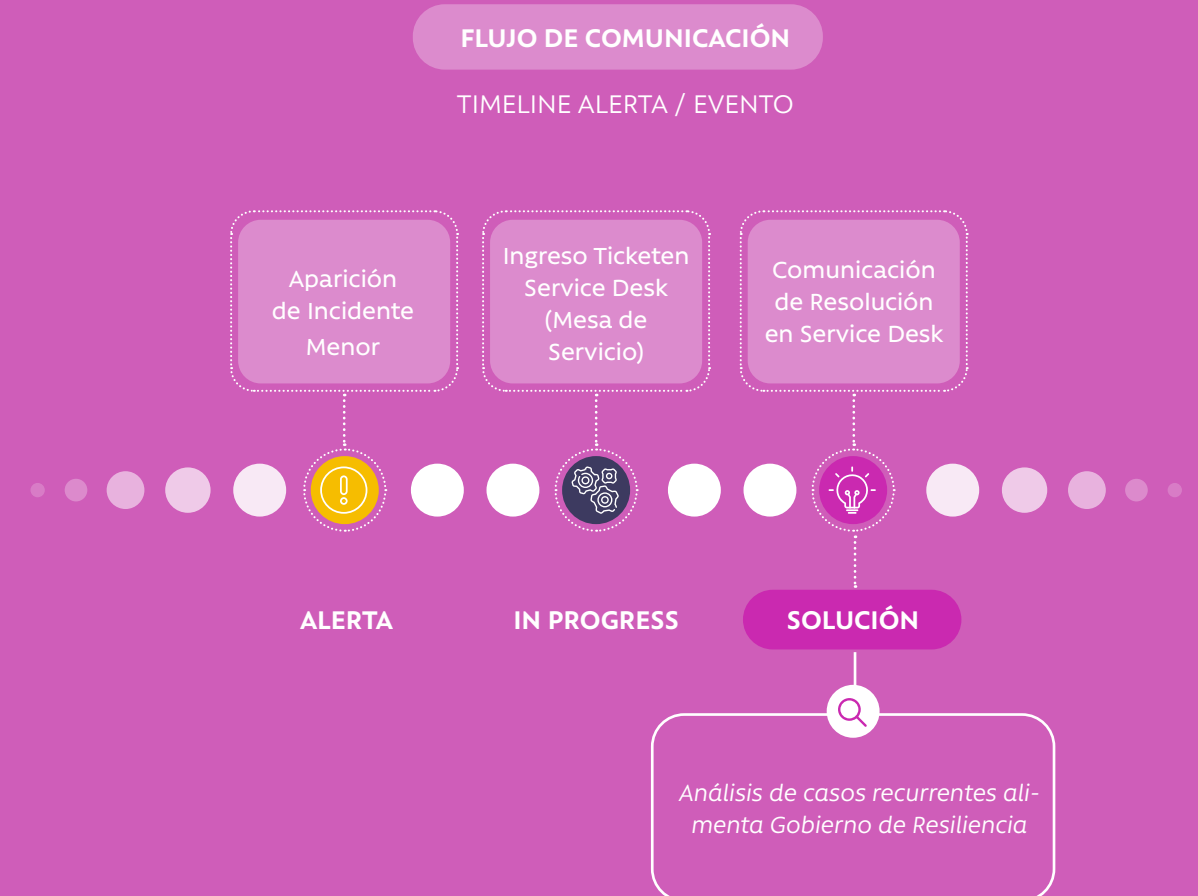 FLUJO DE COMUNICACIÓN
TIMELINE ALERTA / EVENTO
Aparición
de Incidente
Menor
Ingreso Ticketen
Service Desk
(Mesa de
Servicio)
Comunicación
de Resolución
en Service Desk
ALERTA
IN PROGRESS
SOLUCIÓN
Análisis de casos recurrentes ali-
menta Gobierno de Resiliencia